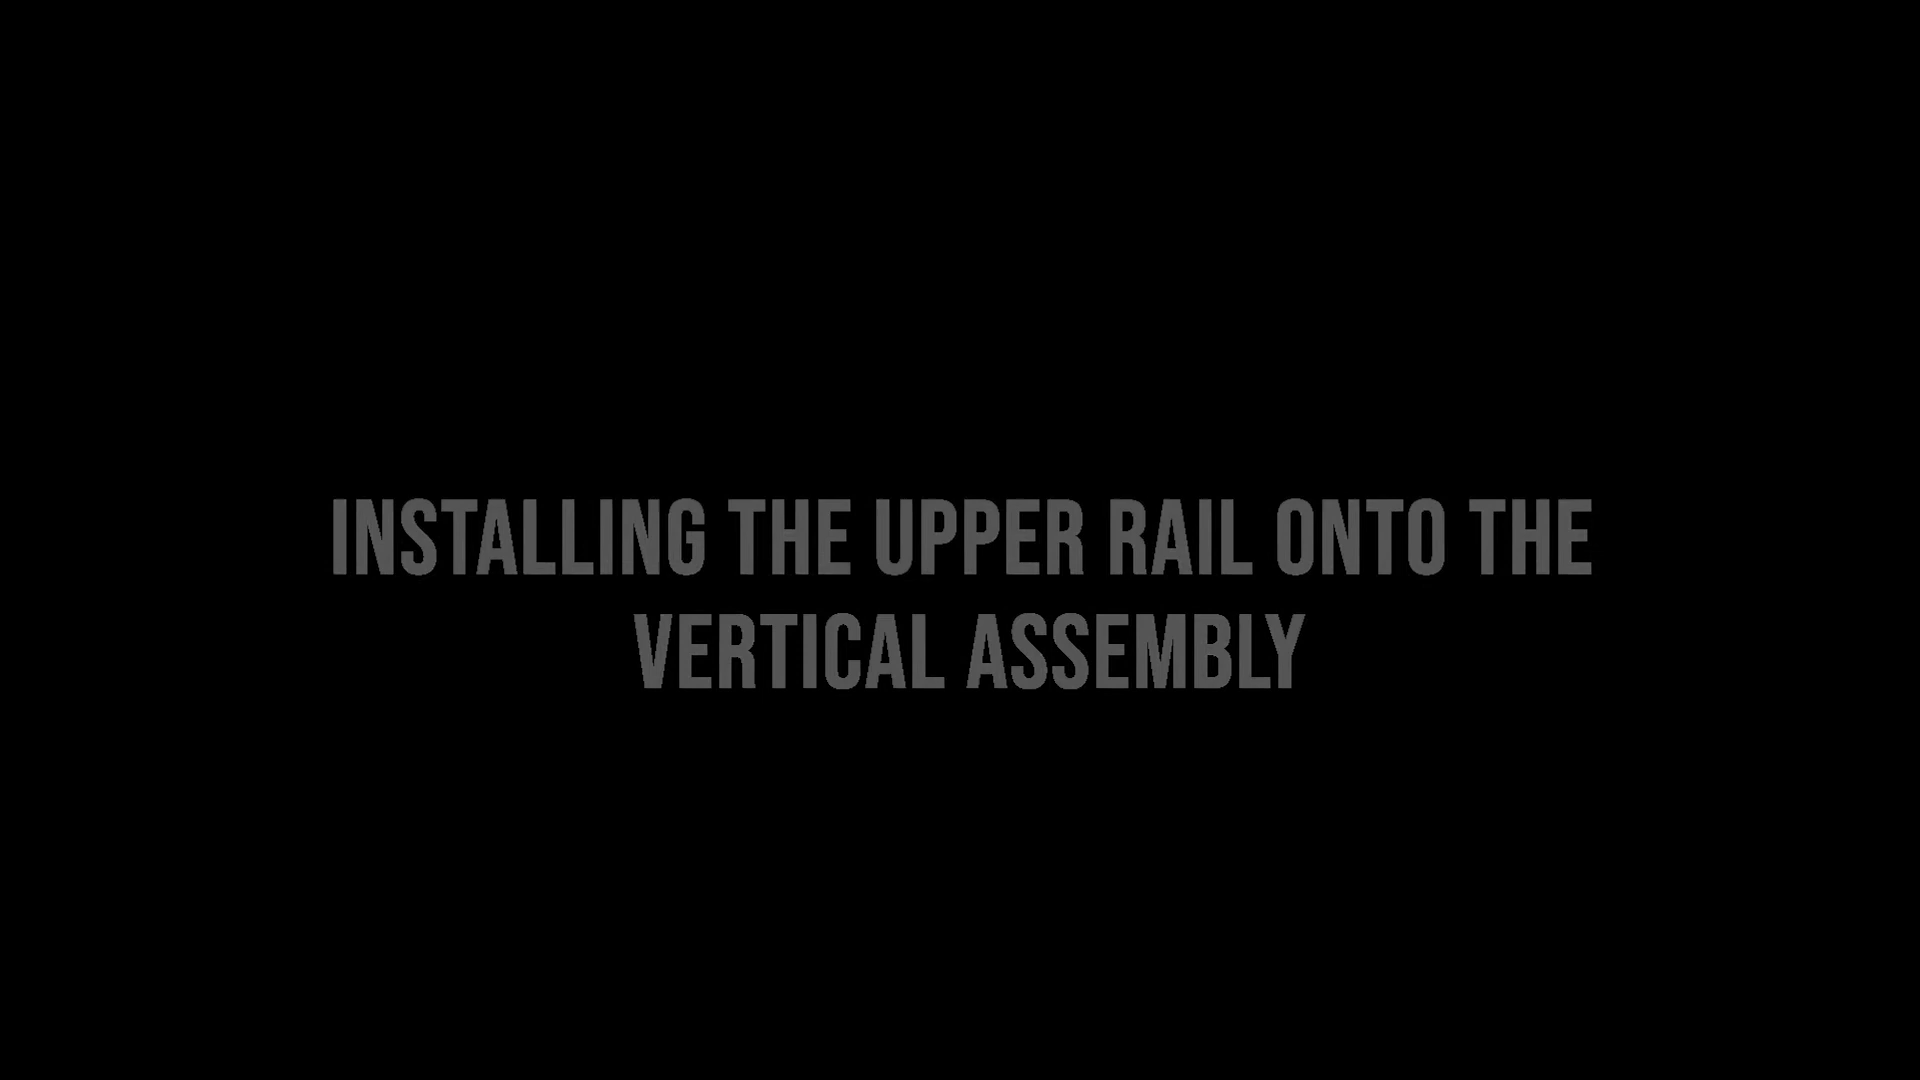 INSTALLING THE UPPER RAIL ONTO THE
VERTICAL ASSEMBLY